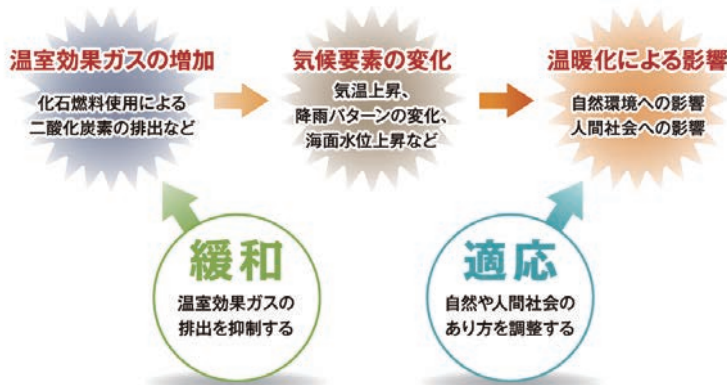 温室効果ガスの増加
化石燃料使用による
二酸化炭素の排出など
気候要素の変化
気温上昇、
降雨パターンの変化、
海面水位上昇など
温暖化による影響
自然環境への影響
人間社会への影響
緩和
温室効果ガスの
排出を抑制する
適応
自然や人間社会の
あり方を調整する